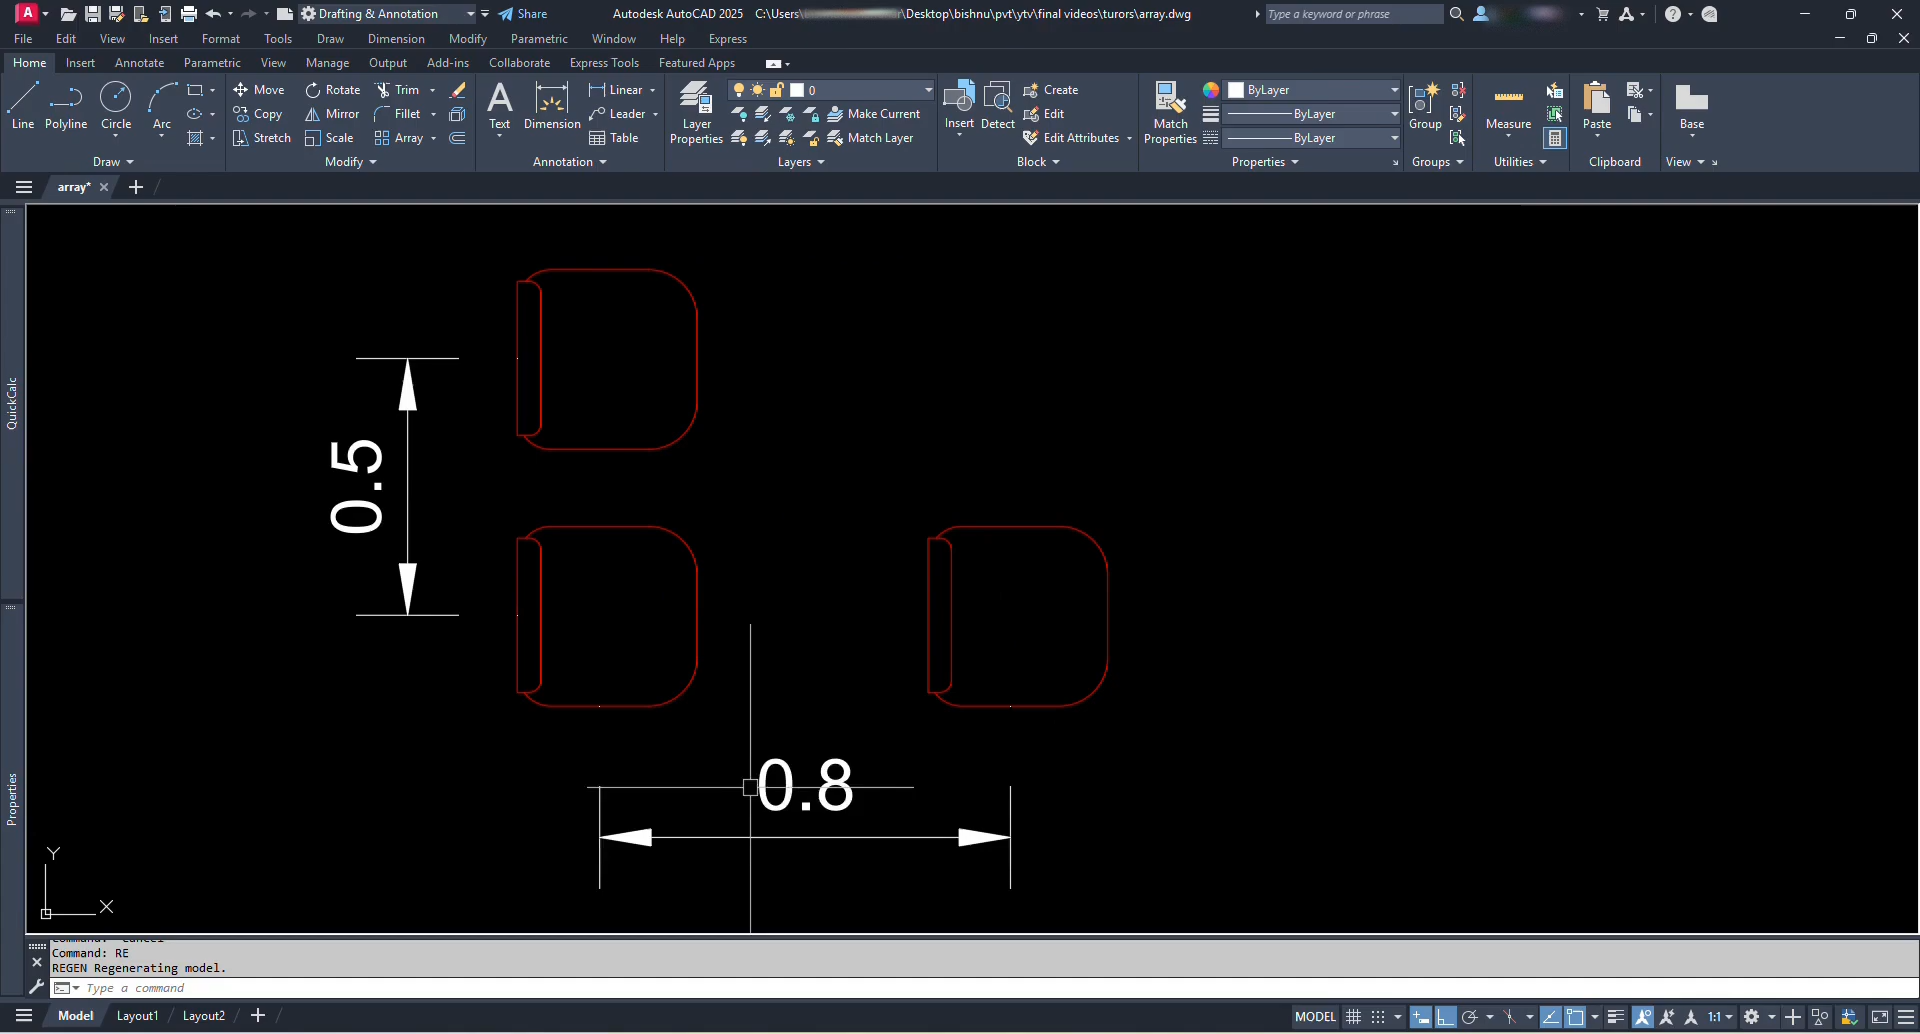 Drafting & Annotation
Share
Autodesk AutoCAD 2025 C:\Users\ \Desktop\bishnu\pvt\ytv\final videos\turors\array.dwg
Type a keyword or phrase
File Edit View Insert Format Tools Draw Dimension Modify Parametric Window Help Express
Home Insert Annotate Parametric View Manage Output Add-ins Collaborate Express Tools Featured Apps
Line
Polyline
Circle
Arc
Draw
Move
Rotate
Trim
Copy
Mirror
Fillet
Stretch
Scale
Array
Modify
Text
Dimension
Linear
Leader
Table
Annotation
Layer
Properties
0
Make Current
Match Layer
Layers
Insert
Detect
Create
Edit
Edit Attributes
Block
Match
Properties
ByLayer
ByLayer
ByLayer
Properties
Group
Groups
Measure
Utilities
Paste
Clipboard
Base
View
array*
QuickCalc
Properties
0.5
0.8
Y
X
Command: *Cancel*
Command: RE
REGEN Regenerating model.
Type a command
Model Layout1 Layout2
MODEL
1:1